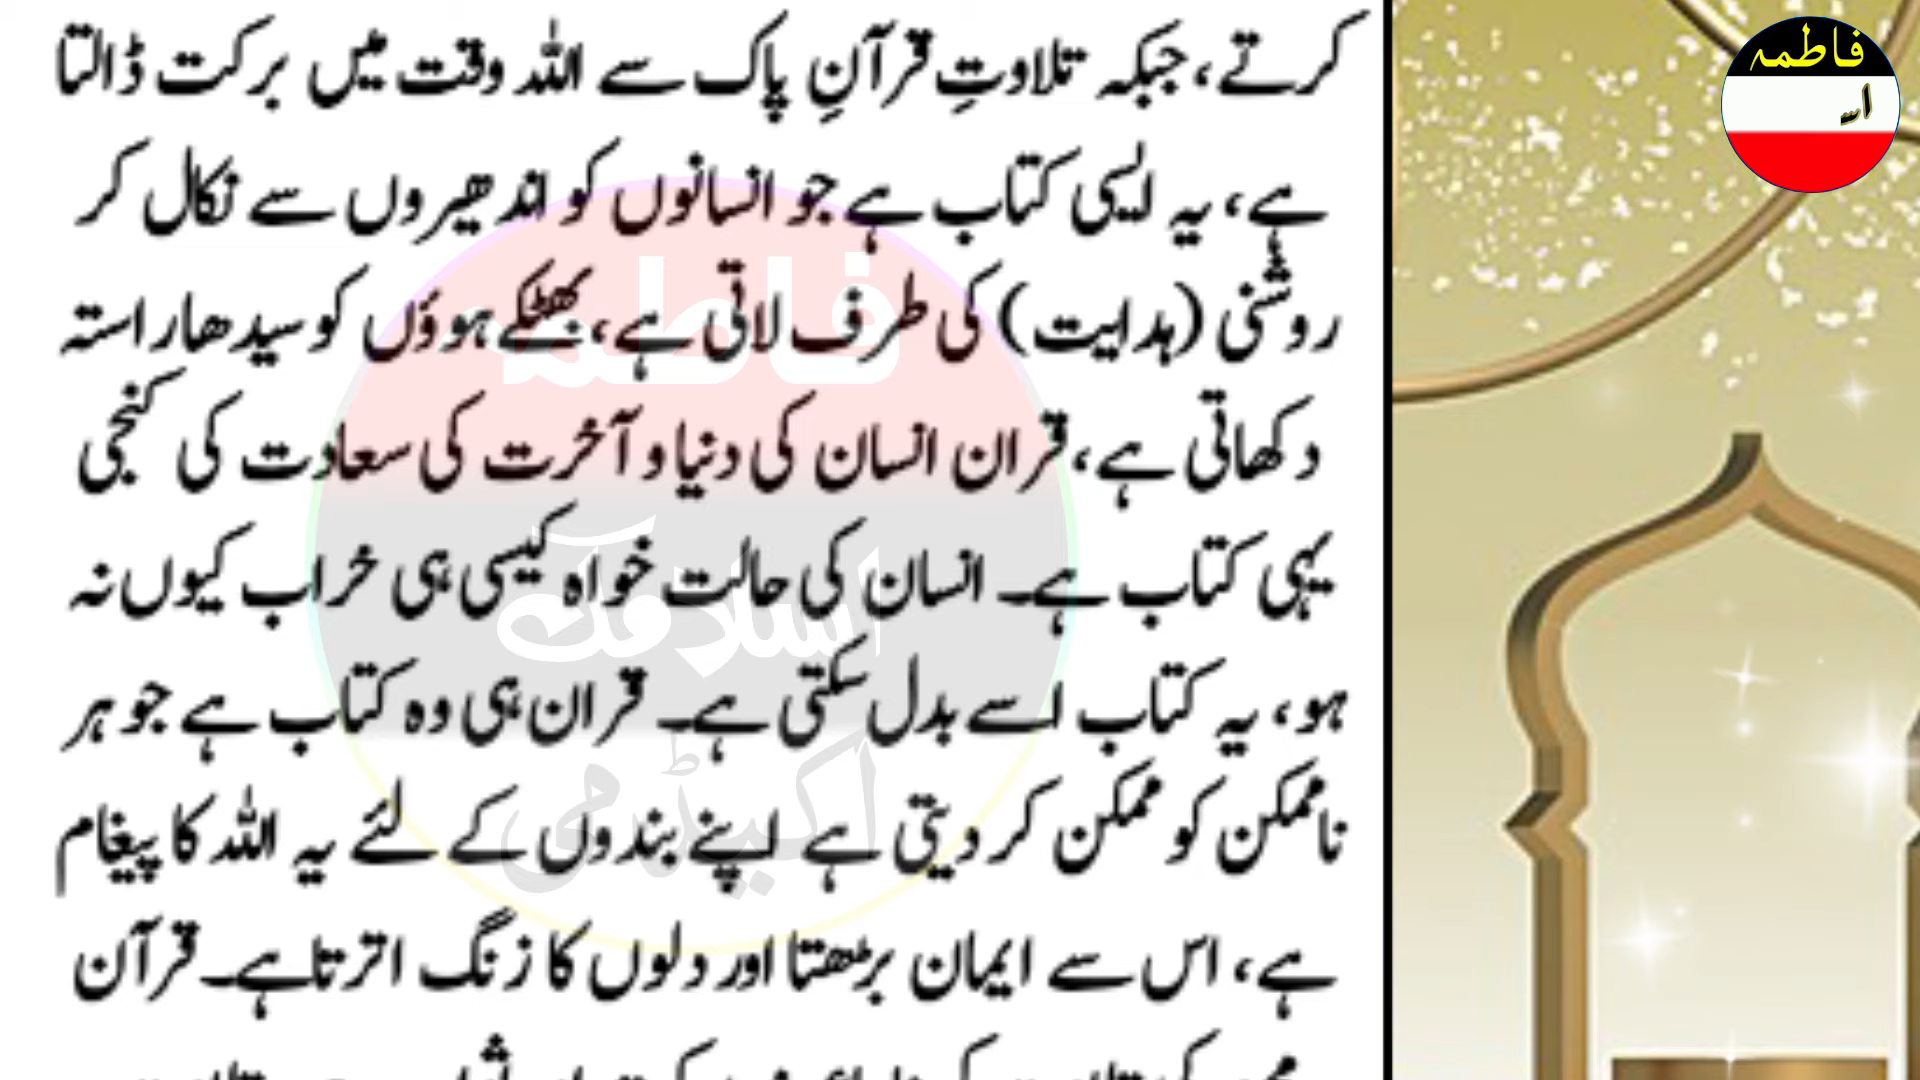 کرتے، جبکہ تلاوتِ قرآنِ پاک سے اللہ وقت میں برکت ڈالتا
ہے، یہ ایسی کتاب ہے جو انسانوں کو اندھیروں سے نکال کر
روشنی (ہدایت) کی طرف لاتی ہے، بھٹکے ہوؤں کو سیدھا راستہ
دکھاتی ہے، قران انسان کی دنیا و آخرت کی سعادت کی کنجی
یہی کتاب ہے۔ انسان کی حالت خواہ کیسی ہی خراب کیوں نہ
ہو، یہ کتاب اسے بدل سکتی ہے۔ قران ہی وہ کتاب ہے جو ہر
ناممکن کو ممکن کر دیتی ہے اپنے بندوں کے لئے یہ اللہ کا پیغام
ہے، اس سے ایمان بڑھتا اور دلوں کا زنگ اترتا ہے۔ قرآن
فاطمہ
اسلامک
اکیڈمی
فاطمہ